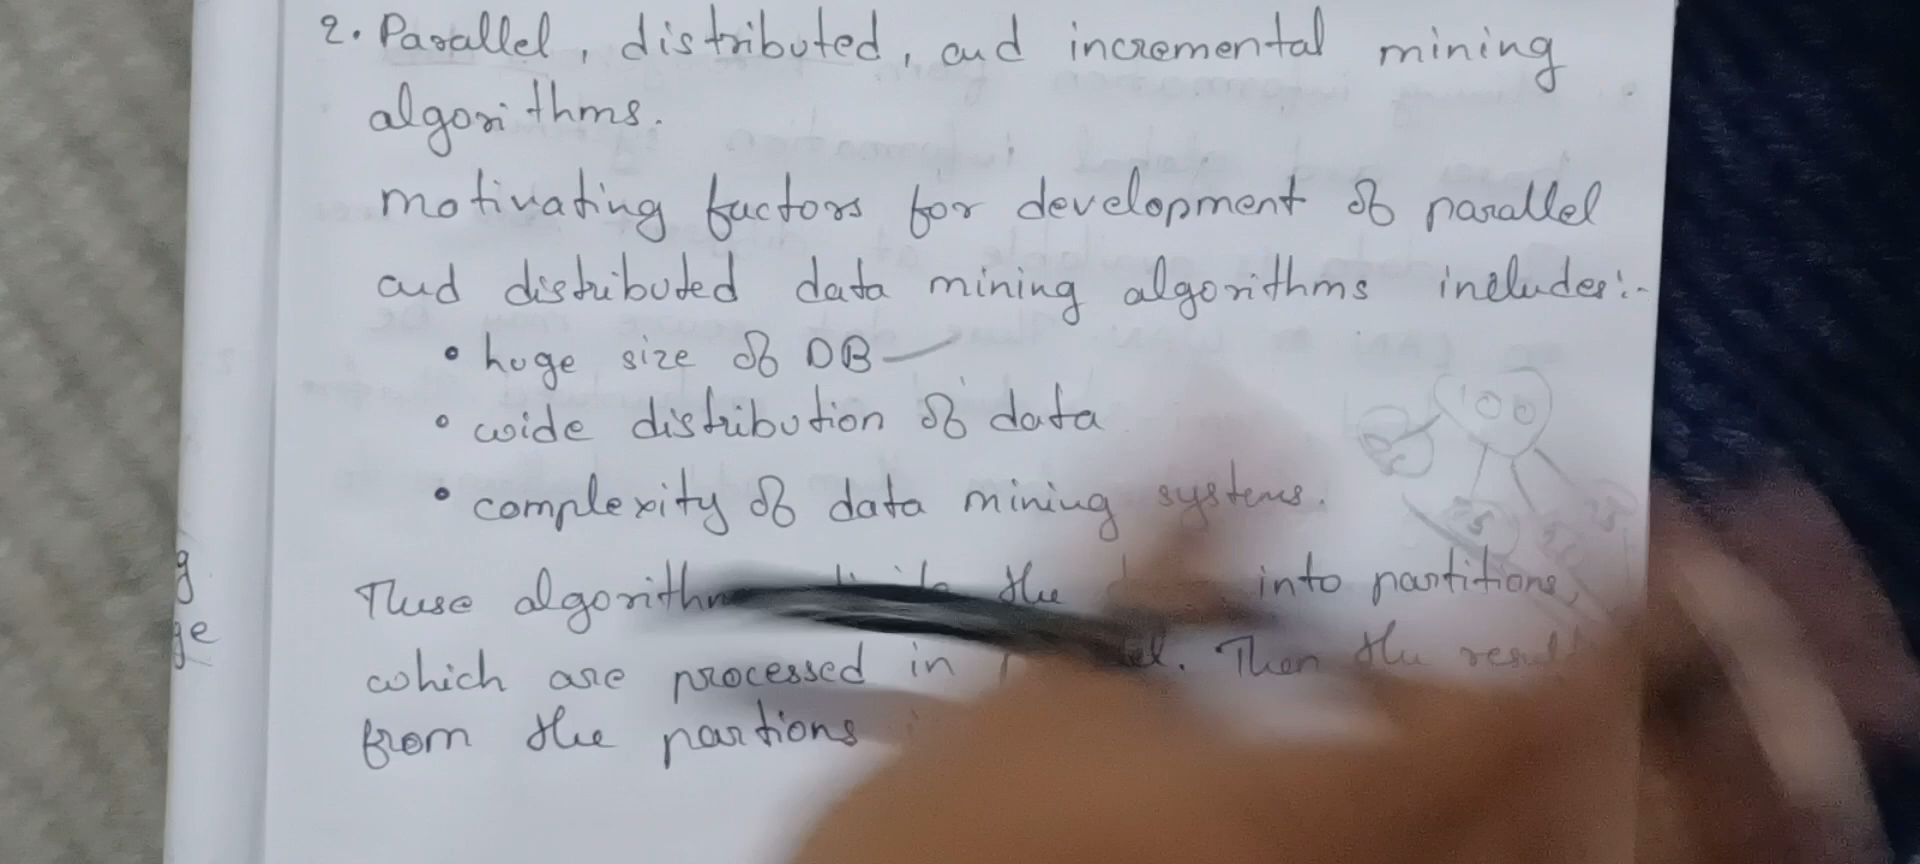 2. Parallel, distributed, and incremental mining
algorithms.
motivating factors for development of parallel
and distributed data mining algorithms includes:-
• huge size of DB
• wide distribution of data
• complexity of data mining systems.
These the into partitions,
which are processed in Then the
from the partions
g
ge